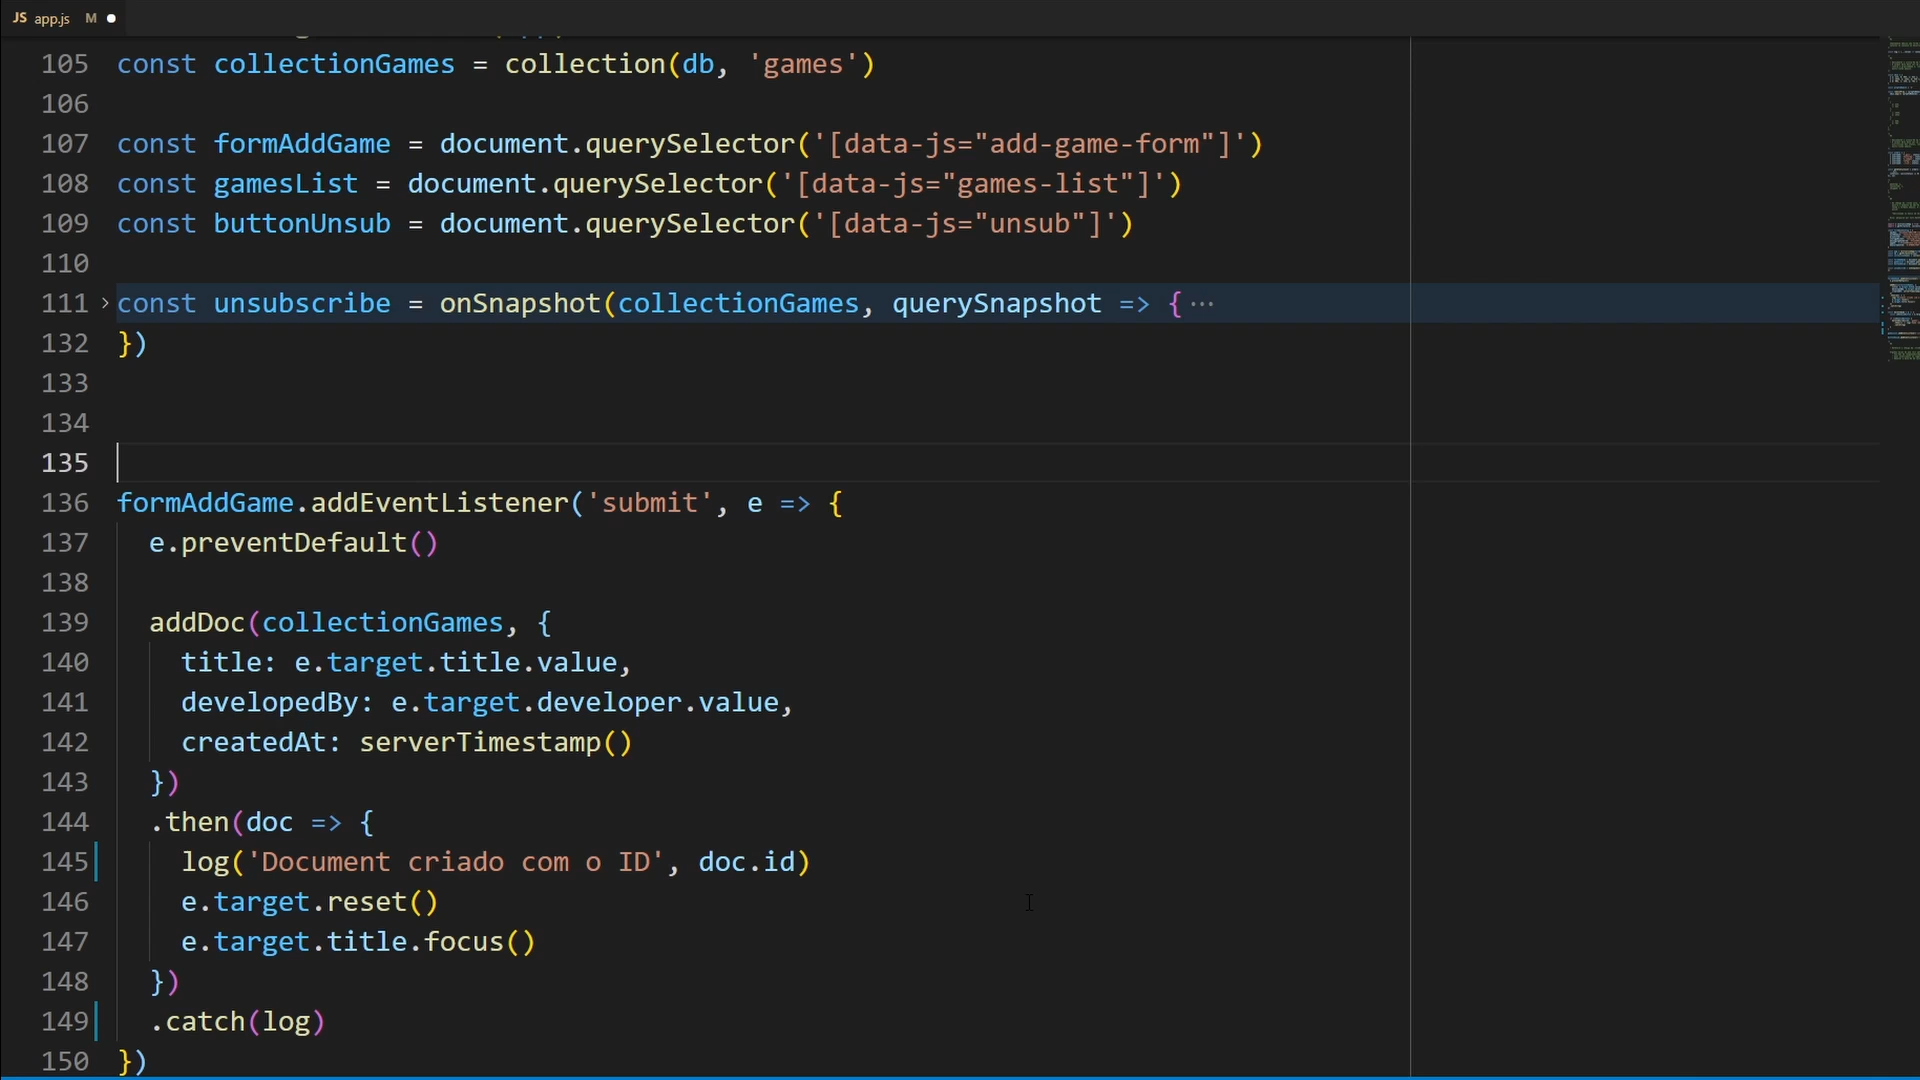 JS app.js M
105 const collectionGames = collection(db, 'games')
106
107 const formAddGame = document.querySelector('[data-js="add-game-form"]')
108 const gamesList = document.querySelector('[data-js="games-list"]')
109 const buttonUnsub = document.querySelector('[data-js="unsub"]')
110
111 const unsubscribe = onSnapshot(collectionGames, querySnapshot => { ···
132 })
133
134
135
136 formAddGame.addEventListener('submit', e => {
137   e.preventDefault()
138
139   addDoc(collectionGames, {
140     title: e.target.title.value,
141     developedBy: e.target.developer.value,
142     createdAt: serverTimestamp()
143   })
144   .then(doc => {
145     log('Document criado com o ID', doc.id)
146     e.target.reset()
147     e.target.title.focus()
148   })
149   .catch(log)
150 })